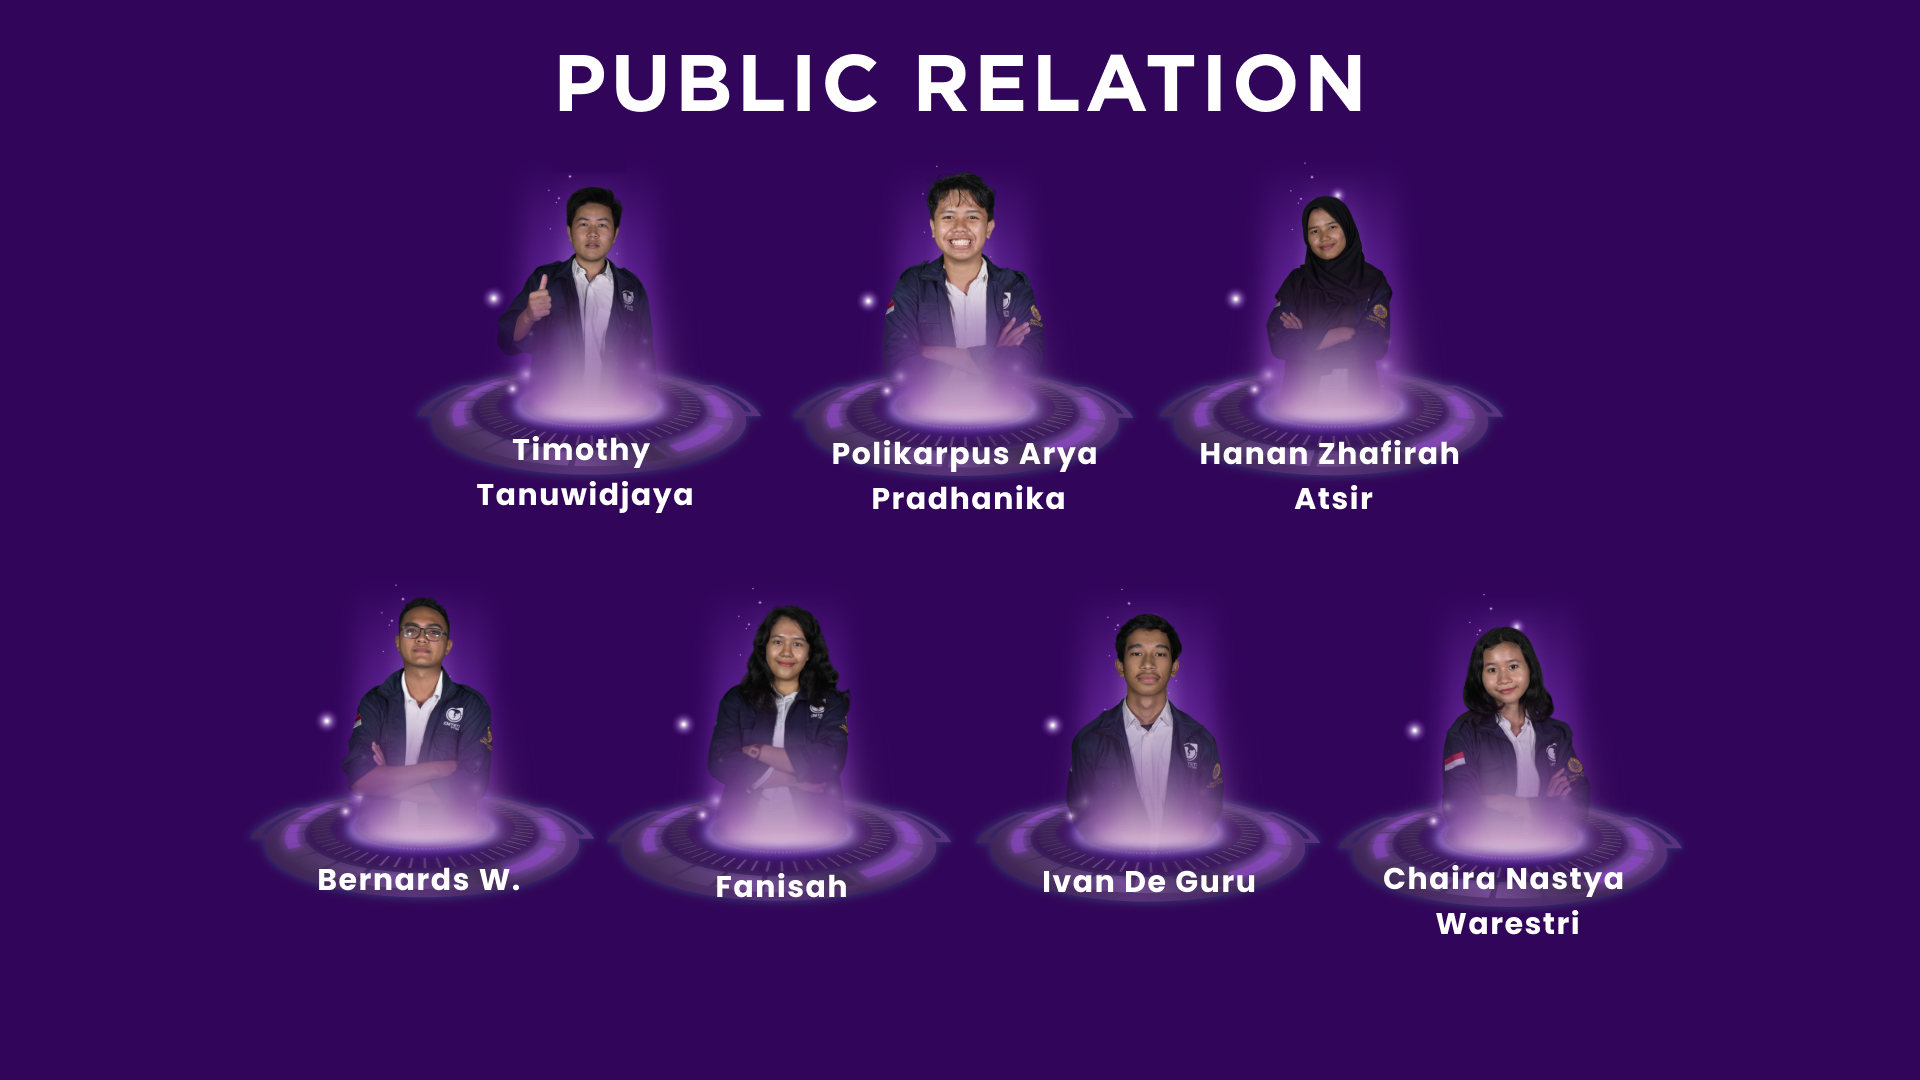 PUBLIC RELATION
Timothy
Tanuwidjaya
Polikarpus Arya
Pradhanika
Hanan Zhafirah
Atsir
Bernards W.
Fanisah
Ivan De Guru
Chaira Nastya
Warestri